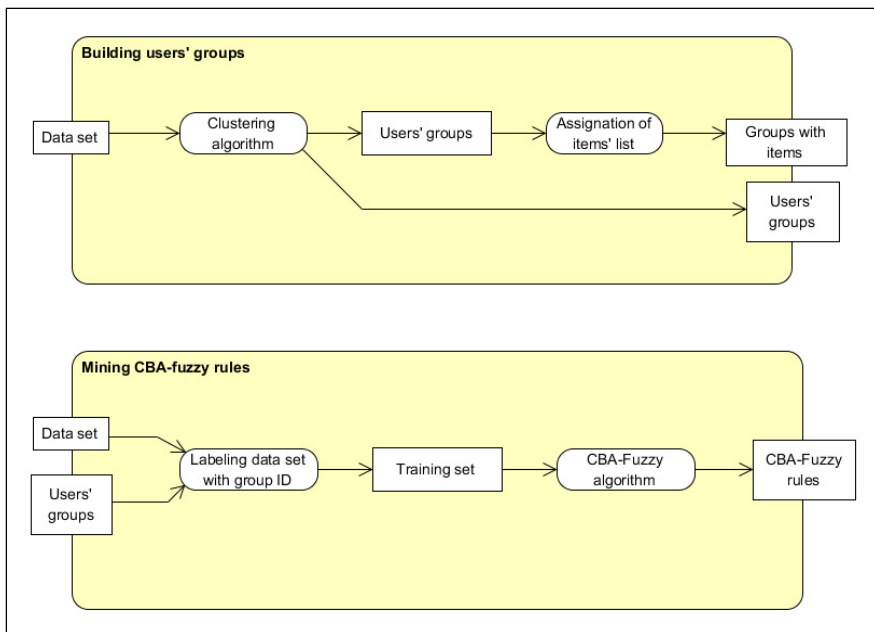 Building users' groups
Data set
Clustering
algorithm
Users' groups
Assignation of
items' list
Groups with
items
Users'
groups
Mining CBA-fuzzy rules
Data set
Users'
groups
Labeling data set
with group ID
Training set
CBA-Fuzzy
algorithm
CBA-Fuzzy
rules